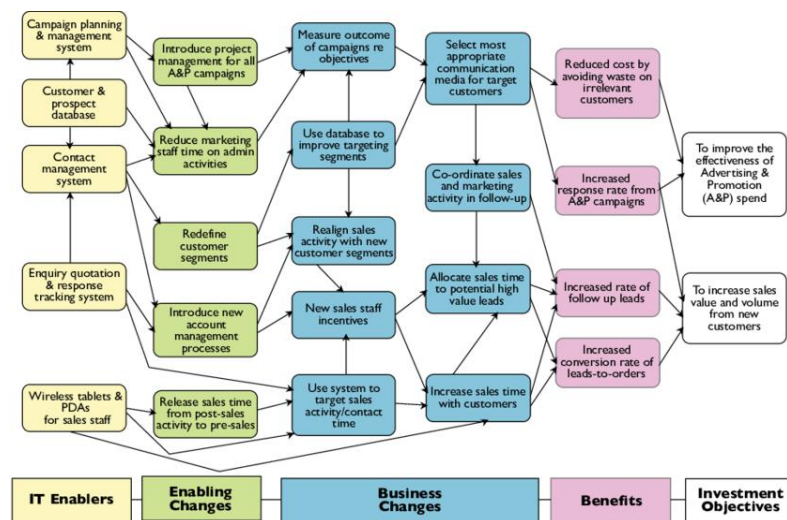 Campaign planning
& management
system
Customer &
prospect
database
Contact
management
system
Enquiry quotation
& response
tracking system
Wireless tablets &
PDAs
for sales staff
Introduce project
management for all
A&P campaigns
Reduce marketing
staff time on admin
activities
Redefine
customer
segments
Introduce new
account
management
processes
Release sales time
from post-sales
activity to pre-sales
Measure outcome
of campaigns re
objectives
Use database to
improve targeting
segments
Realign sales
activity with new
customer segments
New sales staff
incentives
Use system to
target sales
activity/contact
time
Select most
appropriate
communication
media for target
customers
Co-ordinate sales
and marketing
activity in follow-up
Allocate sales time
to potential high
value leads
Increase sales time
with customers
Reduced cost by
avoiding waste on
irrelevant
customers
Increased
response rate from
A&P campaigns
Increased rate of
follow up leads
Increased
conversion rate of
leads-to-orders
To improve the
effectiveness of
Advertising &
Promotion
(A&P) spend
To increase sales
value and volume
from new
customers
IT Enablers
Enabling
Changes
Business
Changes
Benefits
Investment
Objectives